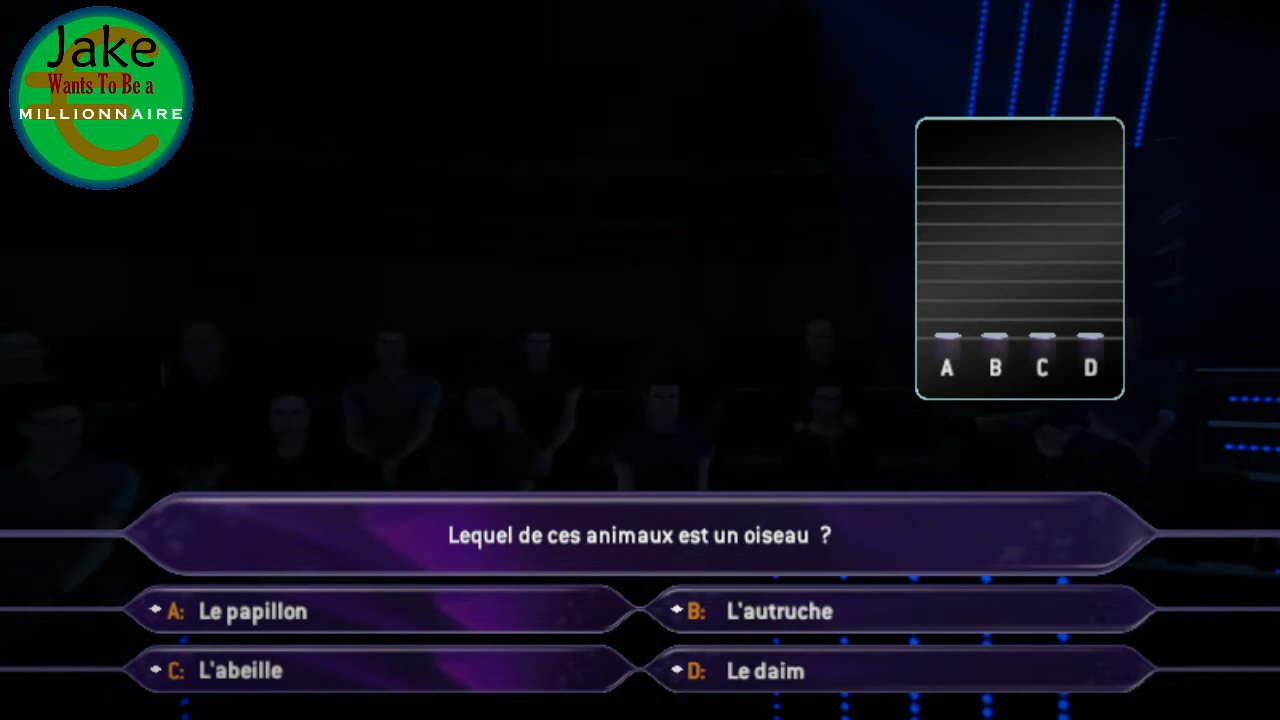 Jake
Wants To Be a
MILLIONNAIRE
A B C D
Lequel de ces animaux est un oiseau ?
A: Le papillon
B: L'autruche
C: L'abeille
D: Le daim